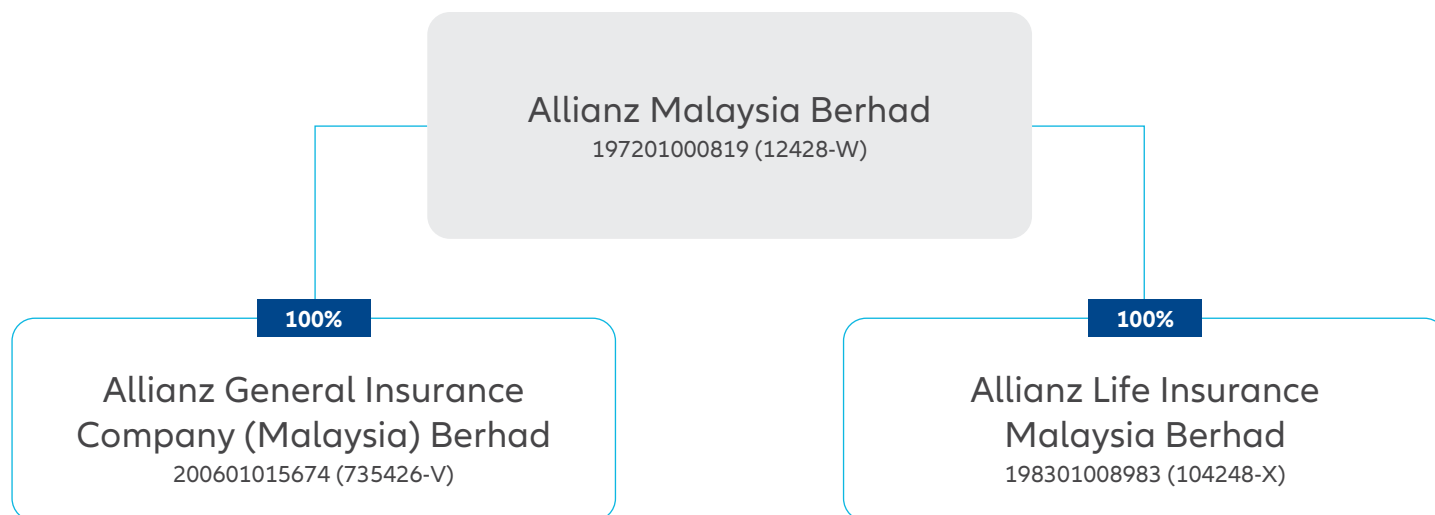 Allianz Malaysia Berhad
197201000819 (12428-W)
100%
100%
Allianz General Insurance
Company (Malaysia) Berhad
200601015674 (735426-V)
Allianz Life Insurance
Malaysia Berhad
198301008983 (104248-X)